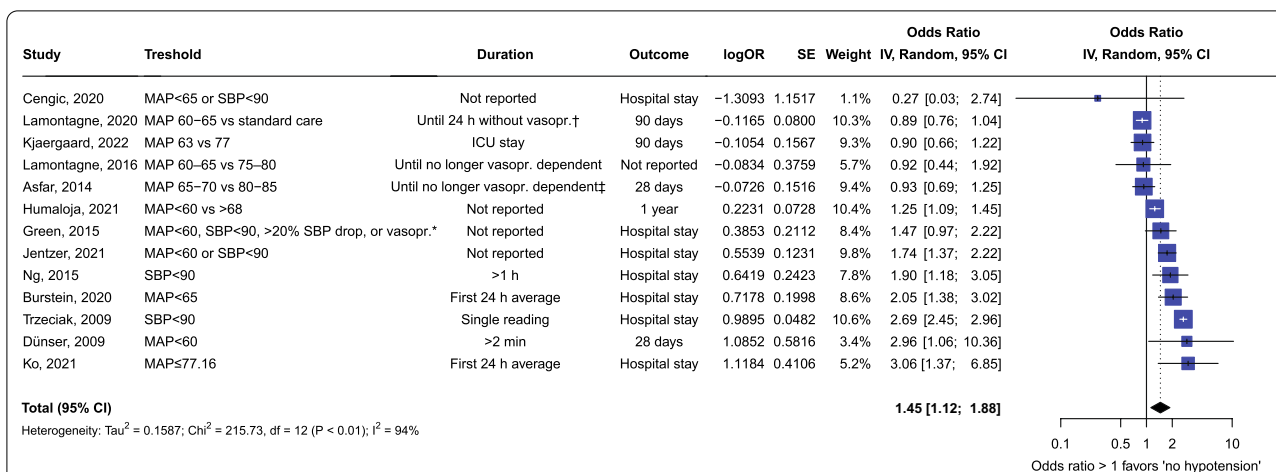 Odds Ratio Odds Ratio
Study Treshold Duration Outcome logOR SE Weight IV, Random, 95% CI IV, Random, 95% CI
Cengic, 2020 MAP<65 or SBP<90 Not reported Hospital stay −1.3093 1.1517 1.1% 0.27 [0.03; 2.74]
Lamontagne, 2020 MAP 60–65 vs standard care Until 24 h without vasopr.† 90 days −0.1165 0.0800 10.3% 0.89 [0.76; 1.04]
Kjaergaard, 2022 MAP 63 vs 77 ICU stay 90 days −0.1054 0.1567 9.3% 0.90 [0.66; 1.22]
Lamontagne, 2016 MAP 60–65 vs 75–80 Until no longer vasopr. dependent Not reported −0.0834 0.3759 5.7% 0.92 [0.44; 1.92]
Asfar, 2014 MAP 65-70 vs 80-85 Until no longer vasopr. dependent‡ 28 days −0.0726 0.1516 9.4% 0.93 [0.69; 1.25]
Humaloja, 2021 MAP<60 vs >68 Not reported 1 year 0.2231 0.0728 10.4% 1.25 [1.09; 1.45]
Green, 2015 MAP<60, SBP<90, >20% SBP drop, or vasopr.* Not reported Hospital stay 0.3853 0.2112 8.4% 1.47 [0.97; 2.22]
Jentzer, 2021 MAP<60 or SBP<90 Not reported Hospital stay 0.5539 0.1231 9.8% 1.74 [1.37; 2.22]
Ng, 2015 SBP<90 >1 h Hospital stay 0.6419 0.2423 7.8% 1.90 [1.18; 3.05]
Burstein, 2020 MAP<65 First 24 h average Hospital stay 0.7178 0.1998 8.6% 2.05 [1.38; 3.02]
Trzeciak, 2009 SBP<90 Single reading Hospital stay 0.9895 0.0482 10.6% 2.69 [2.45; 2.96]
Dünser, 2009 MAP<60 >2 min 28 days 1.0852 0.5816 3.4% 2.96 [1.06; 10.36]
Ko, 2021 MAP≤77.16 First 24 h average Hospital stay 1.1184 0.4106 5.2% 3.06 [1.37; 6.85]
Total (95% CI) 1.45 [1.12; 1.88]
Heterogeneity: Tau² = 0.1587; Chi² = 215.73, df = 12 (P < 0.01); I² = 94%
0.1 0.5 1 2 10
Odds ratio > 1 favors 'no hypotension'